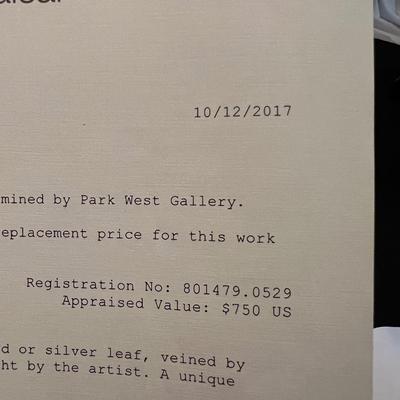 10/12/2017
mined by Park West Gallery.
eplacement price for this work
Registration No: 801479.0529
Appraised Value: $750 US
d or silver leaf, veined by
ht by the artist. A unique